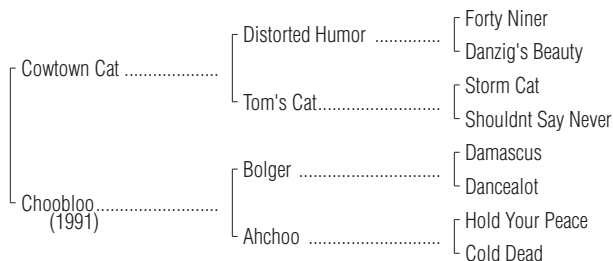 Forty Niner
Distorted Humor ..............
Danzig's Beauty
Cowtown Cat ....................
Storm Cat
Tom's Cat..........................
Shouldnt Say Never
Damascus
Bolger ..............................
Dancealot
Choobloo..........................
(1991)
Hold Your Peace
Ahchoo ............................
Cold Dead